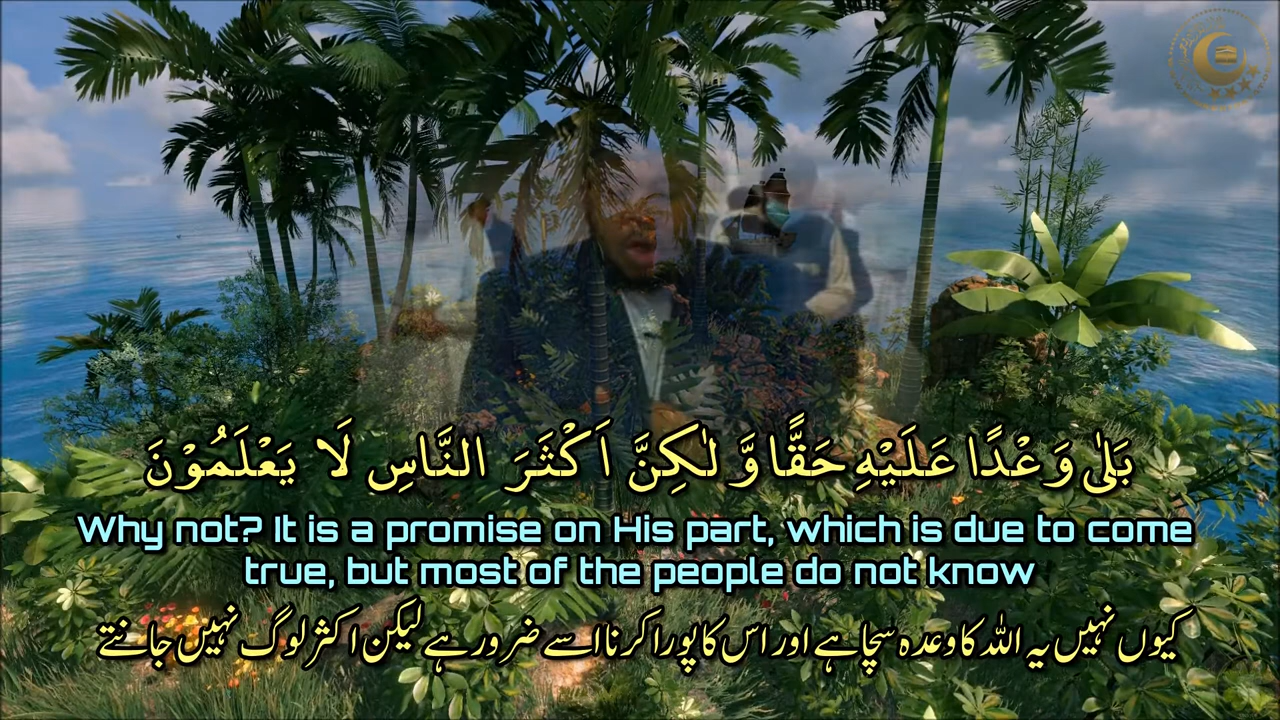 بَلٰى وَعْدًا عَلَيْهِ حَقًّا وَّ لٰكِنَّ اَكْثَرَ النَّاسِ لَا يَعْلَمُوْنَ
Why not? It is a promise on His part, which is due to come
true, but most of the people do not know
کیوں نہیں یہ اللہ کا وعدہ سچا ہے اور اس کا پورا کرنا اسے ضرور ہے لیکن اکثر لوگ نہیں جانتے